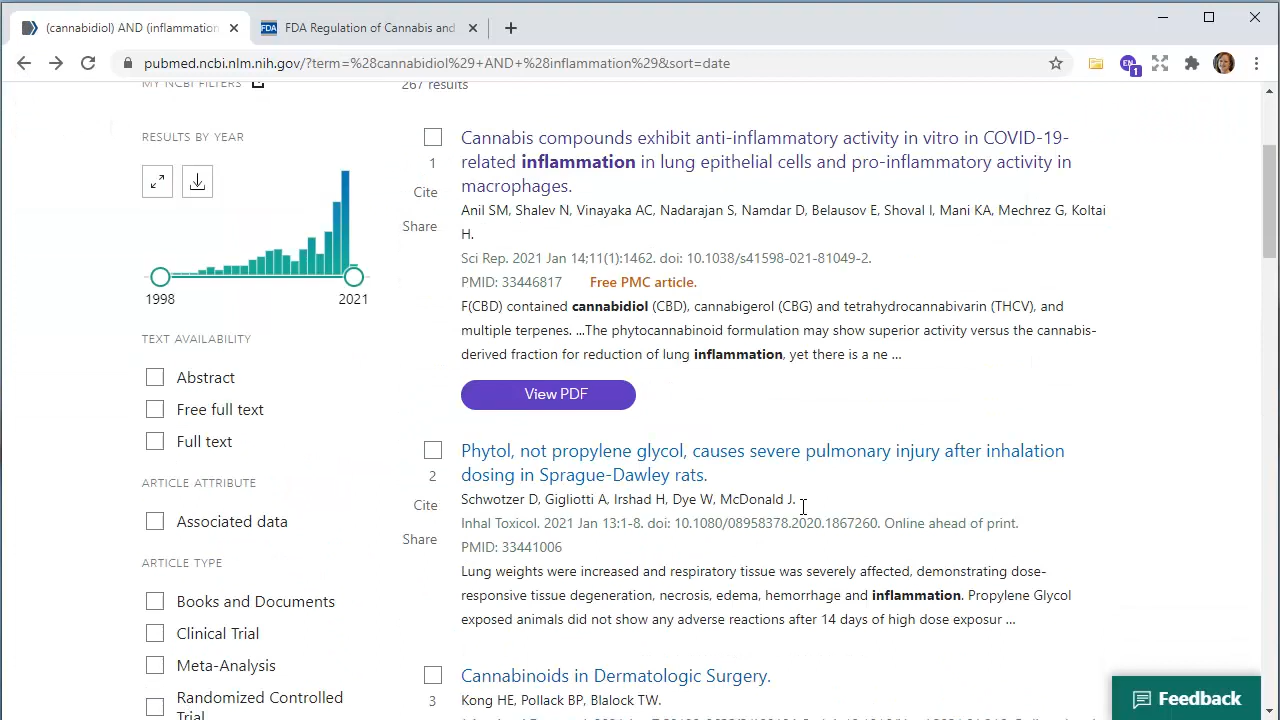 (cannabidiol) AND (inflammation
FDA Regulation of Cannabis and
pubmed.ncbi.nlm.nih.gov/?term=%28cannabidiol%29+AND+%28inflammation%29&sort=date
EN
1
MY NCBI FILTERS
267 results
RESULTS BY YEAR
1998
2021
TEXT AVAILABILITY
Abstract
Free full text
Full text
ARTICLE ATTRIBUTE
Associated data
ARTICLE TYPE
Books and Documents
Clinical Trial
Meta-Analysis
Randomized Controlled
Trial
1
Cite
Share
Cannabis compounds exhibit anti-inflammatory activity in vitro in COVID-19-
related inflammation in lung epithelial cells and pro-inflammatory activity in
macrophages.
Anil SM, Shalev N, Vinayaka AC, Nadarajan S, Namdar D, Belausov E, Shoval I, Mani KA, Mechrez G, Koltai
H.
Sci Rep. 2021 Jan 14;11(1):1462. doi: 10.1038/s41598-021-81049-2.
PMID: 33446817 Free PMC article.
F(CBD) contained cannabidiol (CBD), cannabigerol (CBG) and tetrahydrocannabivarin (THCV), and
multiple terpenes. ...The phytocannabinoid formulation may show superior activity versus the cannabis-
derived fraction for reduction of lung inflammation, yet there is a ne ...
View PDF
2
Cite
Share
Phytol, not propylene glycol, causes severe pulmonary injury after inhalation
dosing in Sprague-Dawley rats.
Schwotzer D, Gigliotti A, Irshad H, Dye W, McDonald J.
Inhal Toxicol. 2021 Jan 13:1-8. doi: 10.1080/08958378.2020.1867260. Online ahead of print.
PMID: 33441006
Lung weights were increased and respiratory tissue was severely affected, demonstrating dose-
responsive tissue degeneration, necrosis, edema, hemorrhage and inflammation. Propylene Glycol
exposed animals did not show any adverse reactions after 14 days of high dose exposur ...
3
Cannabinoids in Dermatologic Surgery.
Kong HE, Pollack BP, Blalock TW.
Feedback